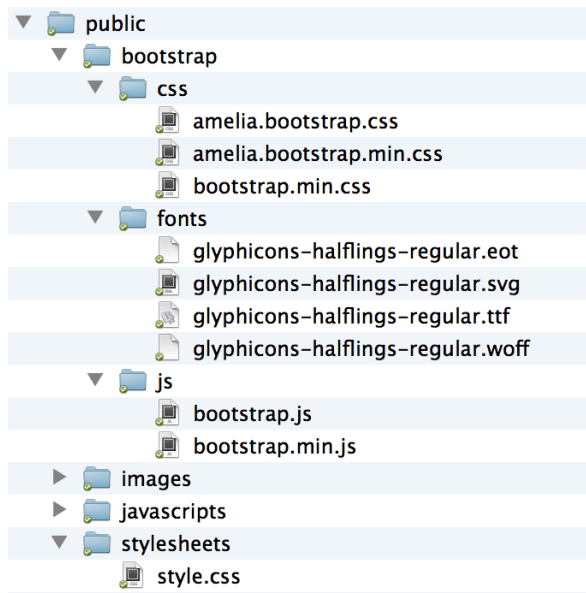 public
bootstrap
css
amelia.bootstrap.css
amelia.bootstrap.min.css
bootstrap.min.css
fonts
glyphicons-halflings-regular.eot
glyphicons-halflings-regular.svg
glyphicons-halflings-regular.ttf
glyphicons-halflings-regular.woff
js
bootstrap.js
bootstrap.min.js
images
javascripts
stylesheets
style.css